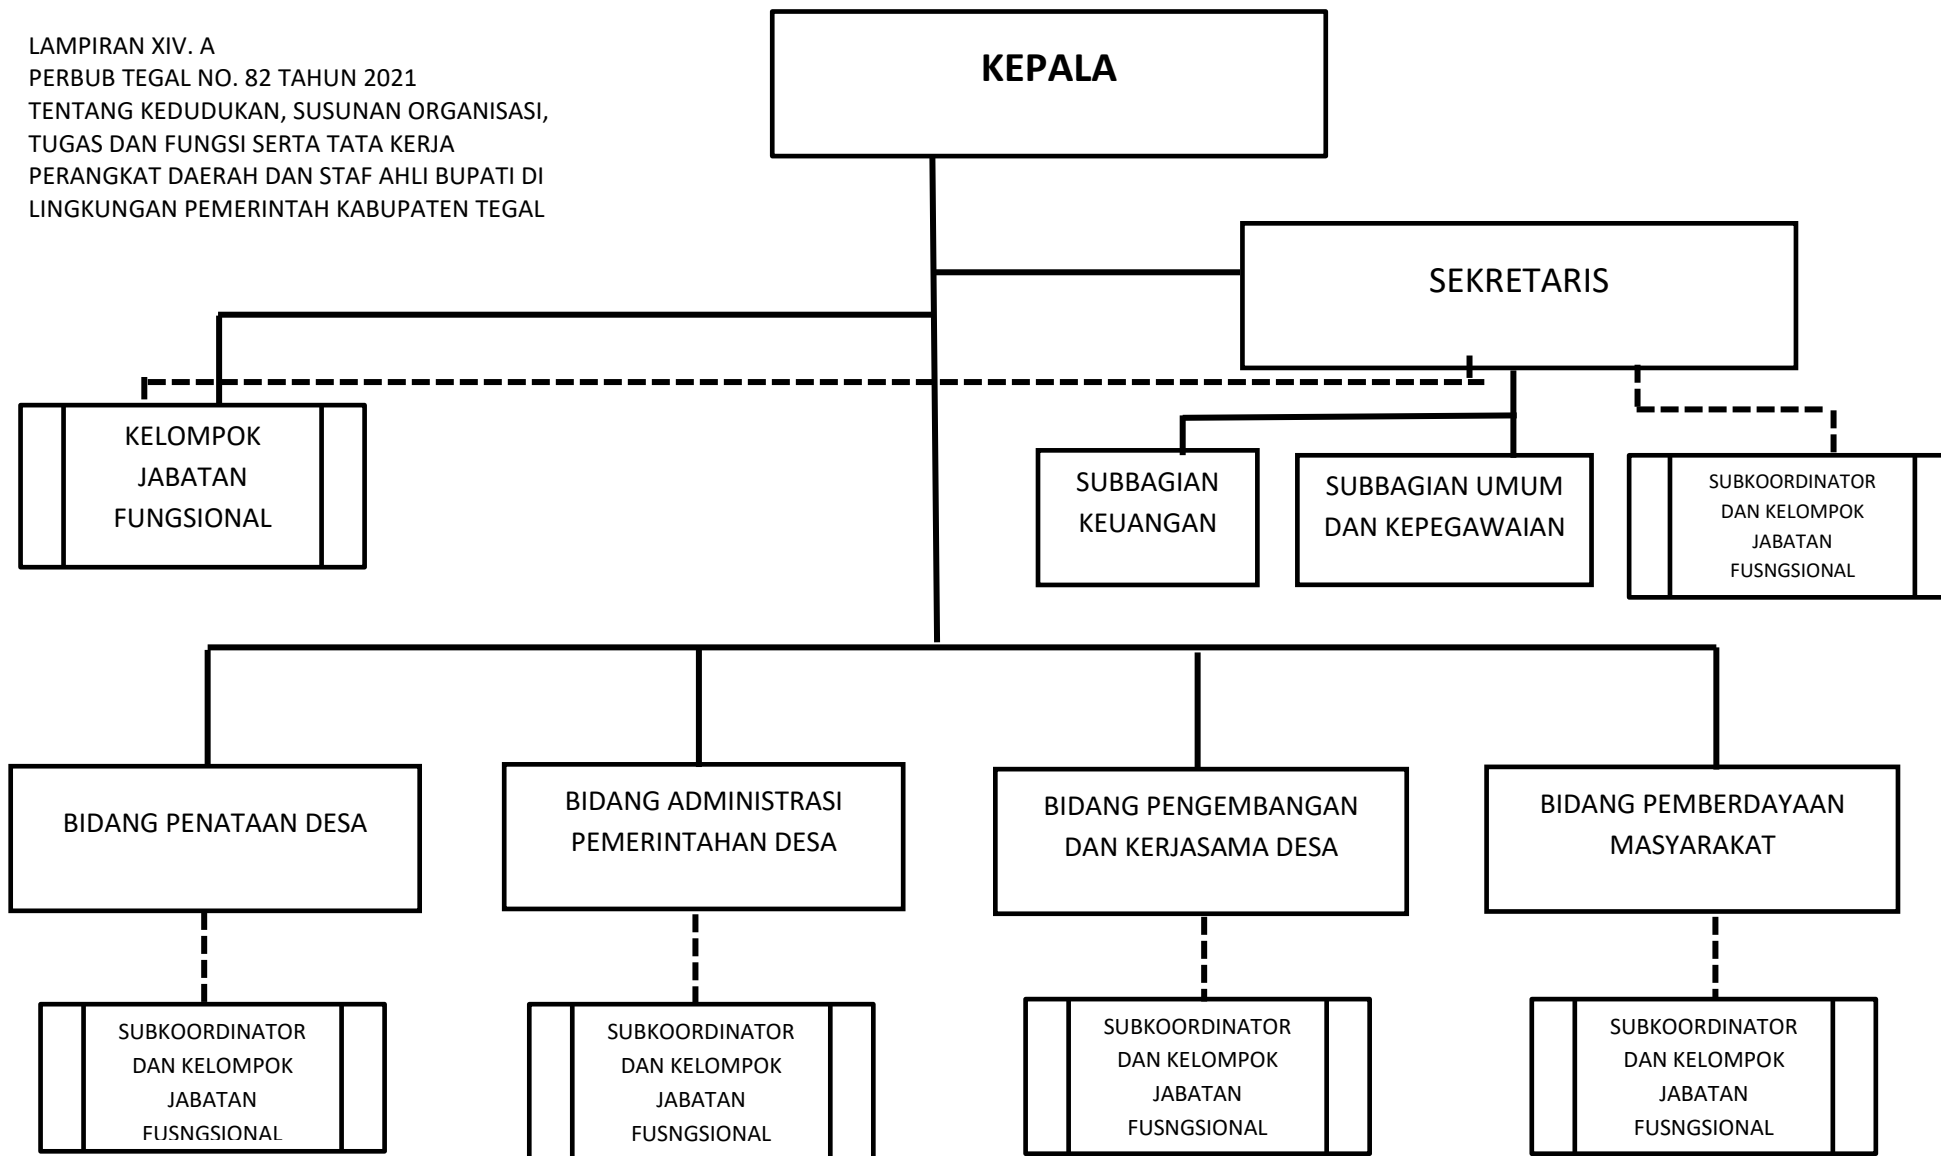 LAMPIRAN XIV. A
PERBUB TEGAL NO. 82 TAHUN 2021
TENTANG KEDUDUKAN, SUSUNAN ORGANISASI,
TUGAS DAN FUNGSI SERTA TATA KERJA
PERANGKAT DAERAH DAN STAF AHLI BUPATI DI
LINGKUNGAN PEMERINTAH KABUPATEN TEGAL
KEPALA
SEKRETARIS
KELOMPOK
JABATAN
FUNGSIONAL
SUBBAGIAN
KEUANGAN
SUBBAGIAN UMUM
DAN KEPEGAWAIAN
SUBKOORDINATOR
DAN KELOMPOK
JABATAN
FUSNGSIONAL
BIDANG PENATAAN DESA
BIDANG ADMINISTRASI
PEMERINTAHAN DESA
BIDANG PENGEMBANGAN
DAN KERJASAMA DESA
BIDANG PEMBERDAYAAN
MASYARAKAT
SUBKOORDINATOR
DAN KELOMPOK
JABATAN
FUSNGSIONAL
SUBKOORDINATOR
DAN KELOMPOK
JABATAN
FUSNGSIONAL
SUBKOORDINATOR
DAN KELOMPOK
JABATAN
FUSNGSIONAL
SUBKOORDINATOR
DAN KELOMPOK
JABATAN
FUSNGSIONAL